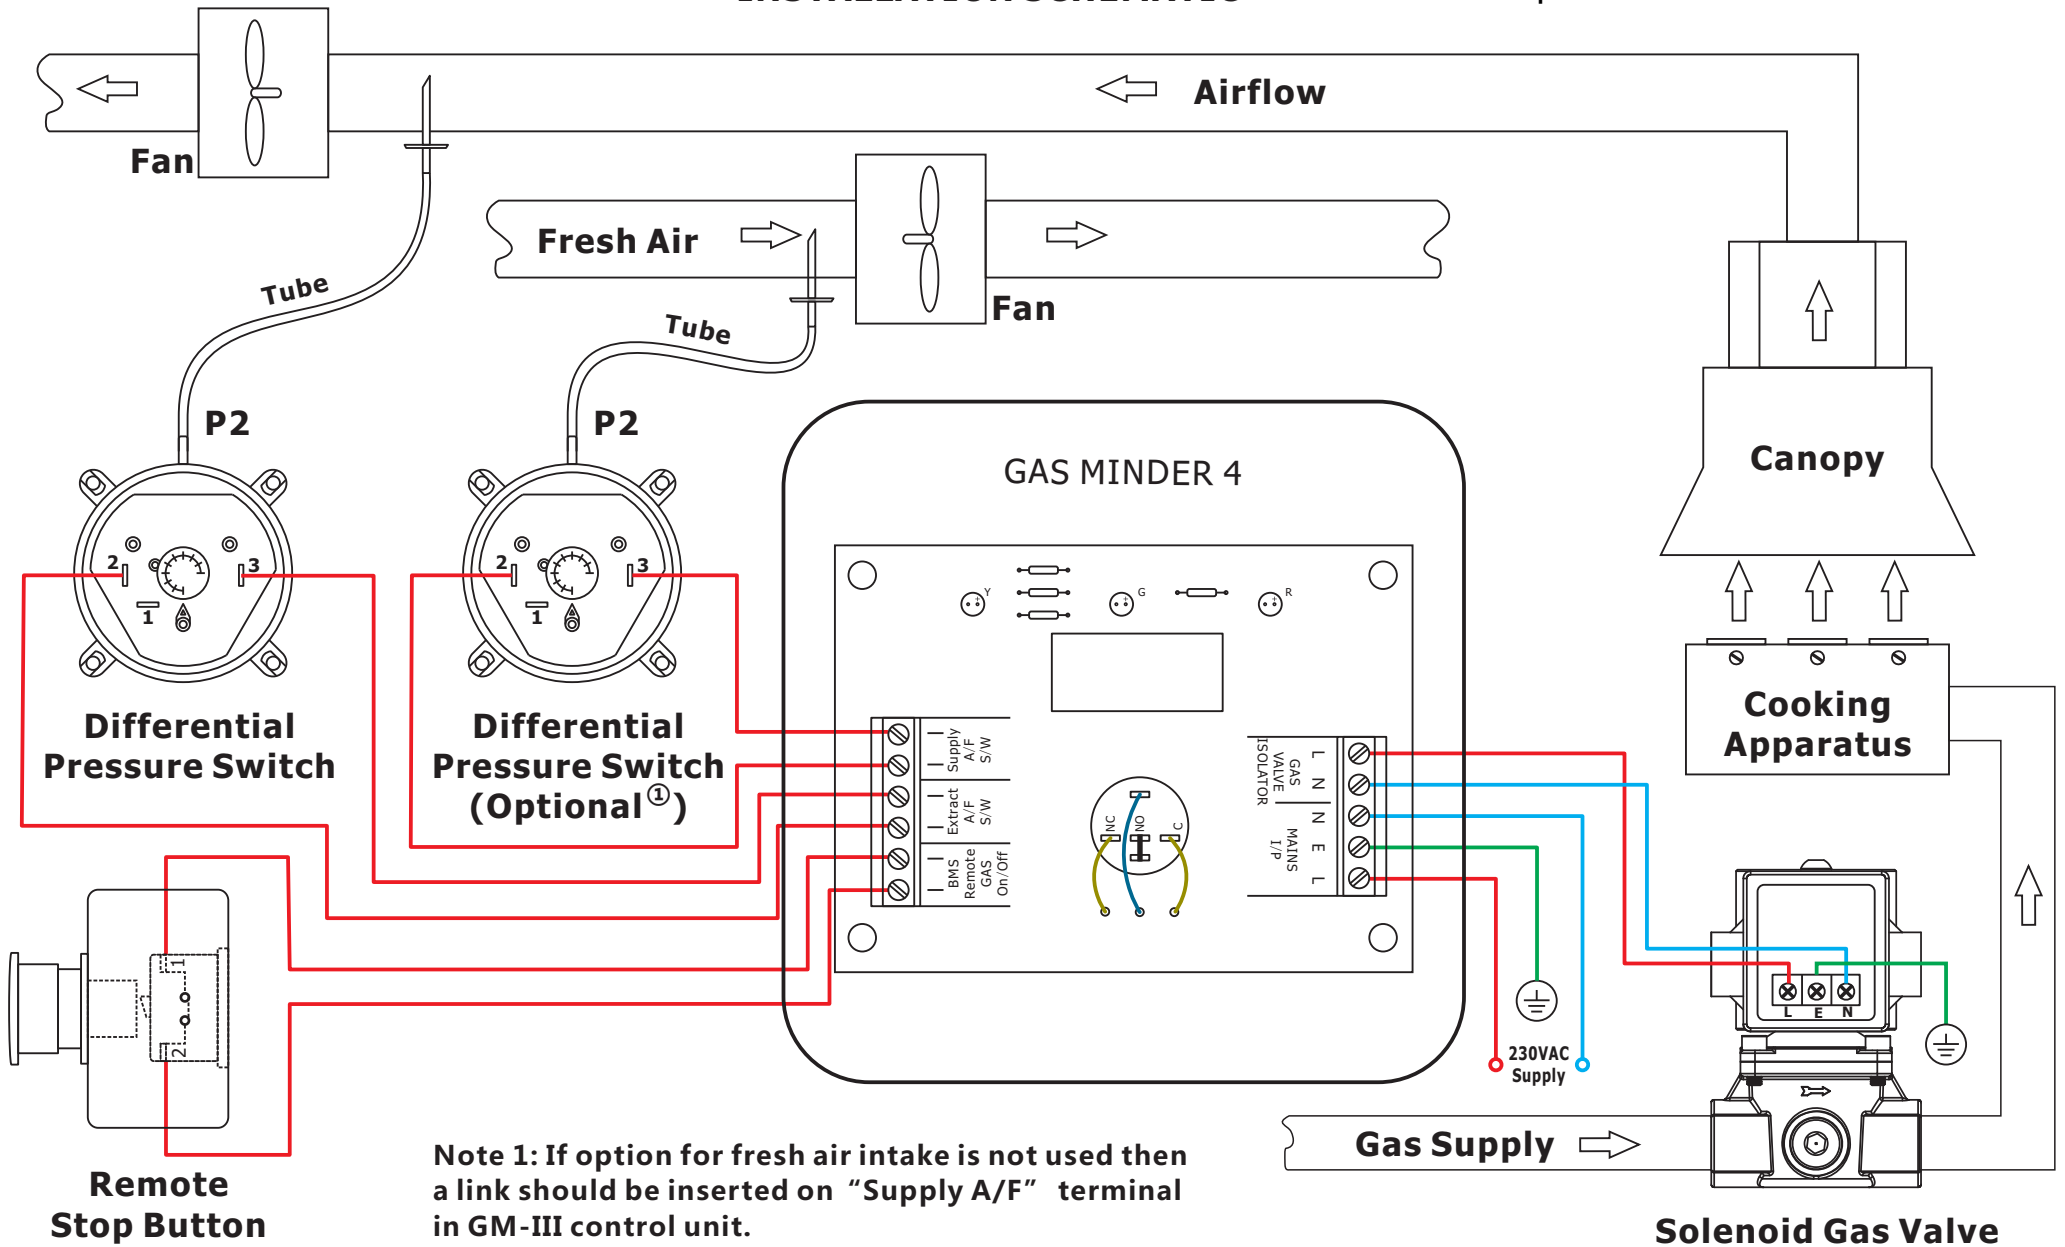 Airflow
Fan
Fresh Air
Fan
Tube
Tube
P2
P2
GAS MINDER 4
Canopy
2
3
1
2
3
1
Y
G
R
Differential
Pressure Switch
Differential
Pressure Switch
(Optional①)
Supply
A/F
S/W
Extract
A/F
S/W
BMS
Remote
GAS
On/Off
NC
NO
C
GAS
VALVE
ISOLATOR
MAINS
I/P
L
N
N
E
L
Cooking
Apparatus
1
2
L E N
230VAC
Supply
Gas Supply
Remote
Stop Button
Note 1: If option for fresh air intake is not used then
a link should be inserted on “Supply A/F” terminal
in GM-III control unit.
Solenoid Gas Valve